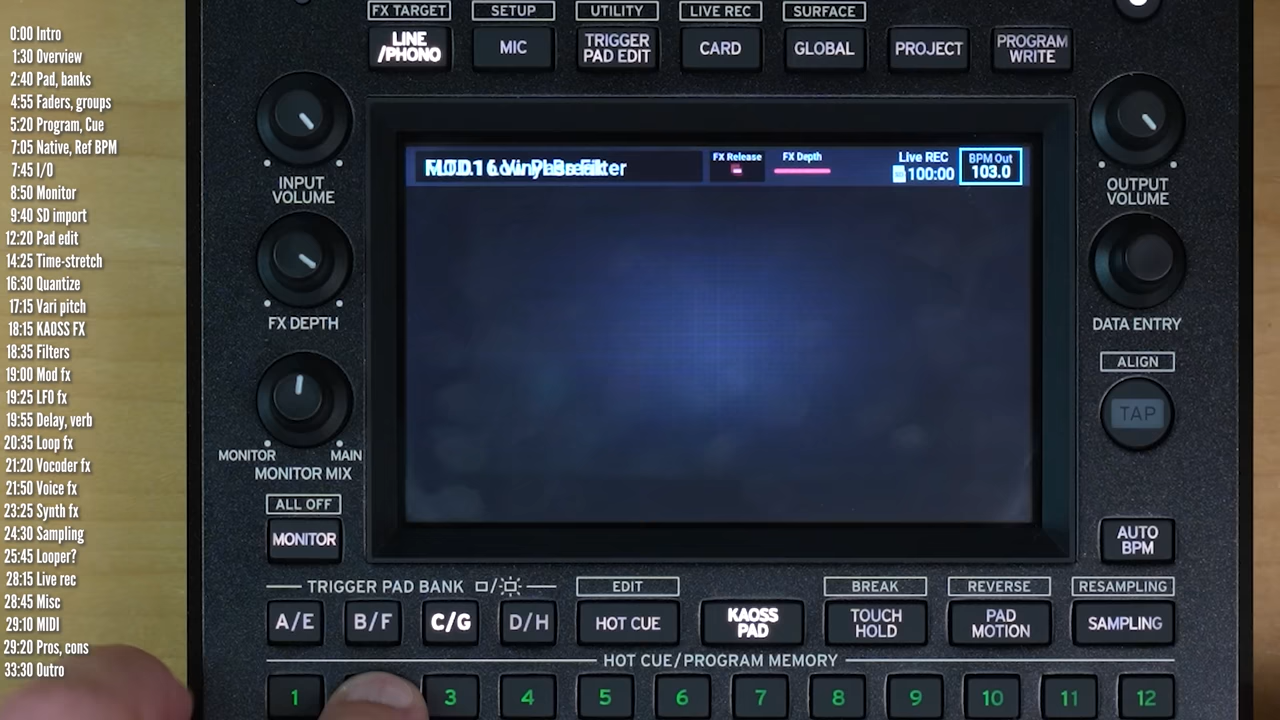 0:00 Intro
1:30 Overview
2:40 Pad, banks
4:55 Faders, groups
5:20 Program, Cue
7:05 Native, Ref BPM
7:45 I/O
8:50 Monitor
9:40 SD import
12:20 Pad edit
14:25 Time-stretch
16:30 Quantize
17:15 Vari pitch
18:15 KAOSS FX
18:35 Filters
19:00 Mod fx
19:25 LFO fx
19:55 Delay, verb
20:35 Loop fx
21:20 Vocoder fx
21:50 Voice fx
23:25 Synth fx
24:30 Sampling
25:45 Looper?
28:15 Live rec
28:45 Misc
29:10 MIDI
29:20 Pros, cons
33:30 Outro
FX TARGET SETUP UTILITY LIVE REC SURFACE
LINE /PHONO MIC TRIGGER PAD EDIT CARD GLOBAL PROJECT PROGRAM WRITE
INPUT VOLUME
FX DEPTH
MONITOR MAIN
MONITOR MIX
ALL OFF
MONITOR
FX Release FX Depth Live REC 100:00 BPM Out 103.0
OUTPUT VOLUME
DATA ENTRY
ALIGN
TAP
AUTO BPM
TRIGGER PAD BANK EDIT BREAK REVERSE RESAMPLING
A/E B/F C/G D/H HOT CUE KAOSS PAD TOUCH HOLD PAD MOTION SAMPLING
HOT CUE/PROGRAM MEMORY
1 3 4 5 6 7 8 9 10 11 12